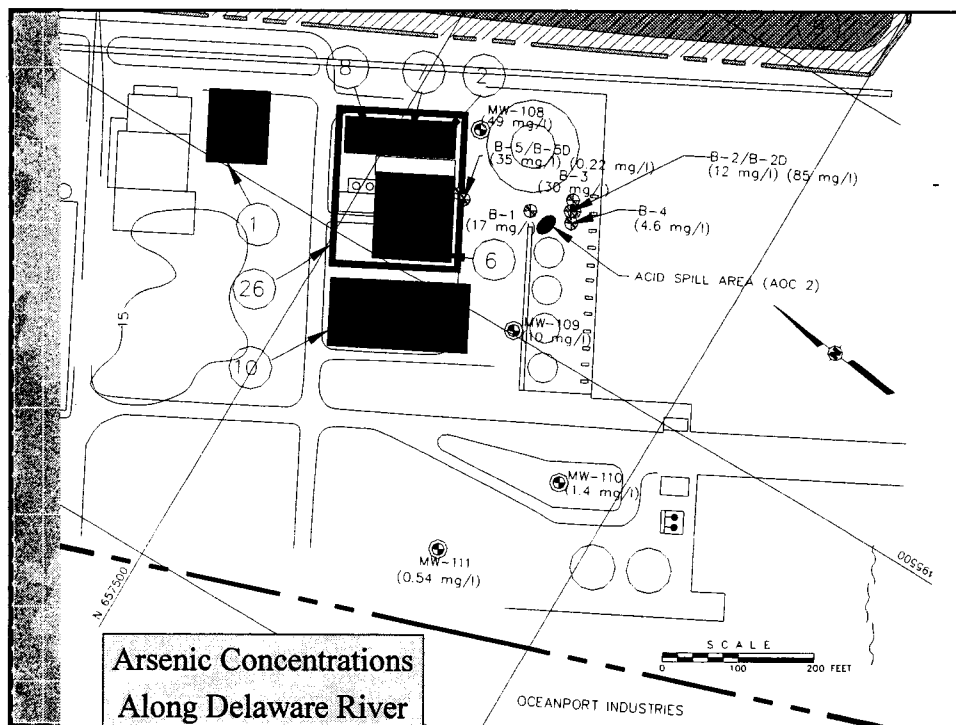 8
7
2
MW-108
(49 mg/l)
B-5/B-5D
(35 mg/l) (0.22 mg/l)
B-3
(30 mg/l)
B-2/B-2D
(12 mg/l) (85 mg/l)
B-1
(17 mg/l)
B-4
(4.6 mg/l)
1
6
ACID SPILL AREA (AOC 2)
26
15
MW-109
(10 mg/l)
10
MW-110
(1.4 mg/l)
MW-111
(0.54 mg/l)
N 657500
495500
Arsenic Concentrations
Along Delaware River
SCALE
0 100 200 FEET
OCEANPORT INDUSTRIES